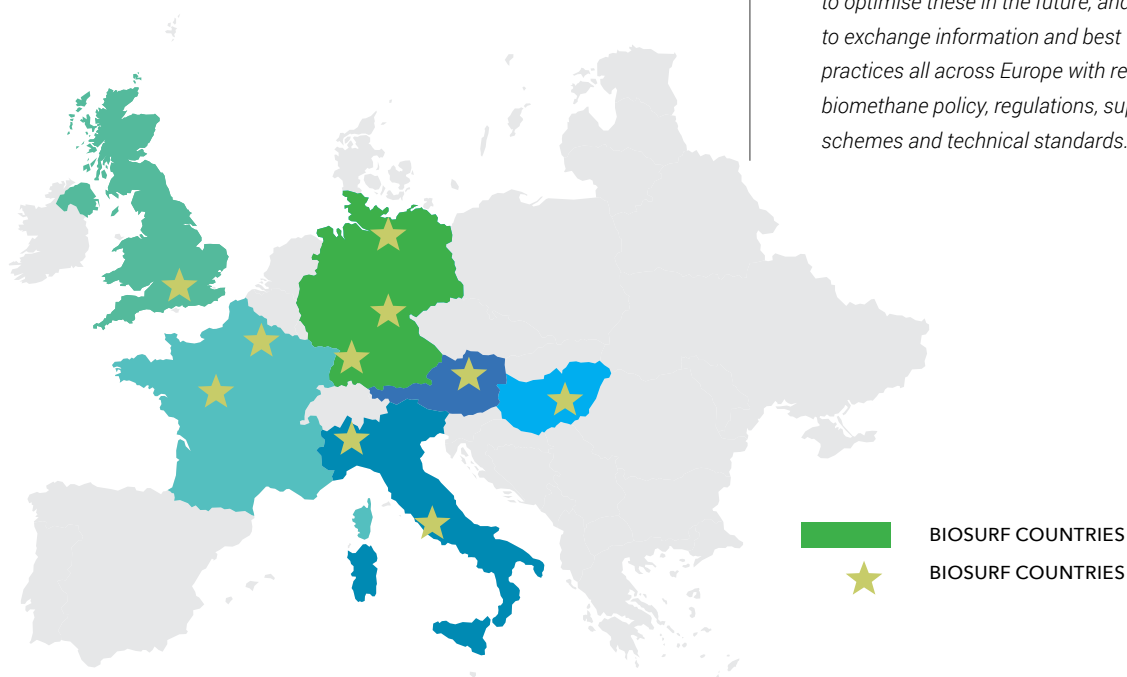 to optimise these in the future, and
to exchange information and best
practices all across Europe with
biomethane policy, regulations,
schemes and technical standards.
BIOSURF COUNTRIES
BIOSURF COUNTRIES